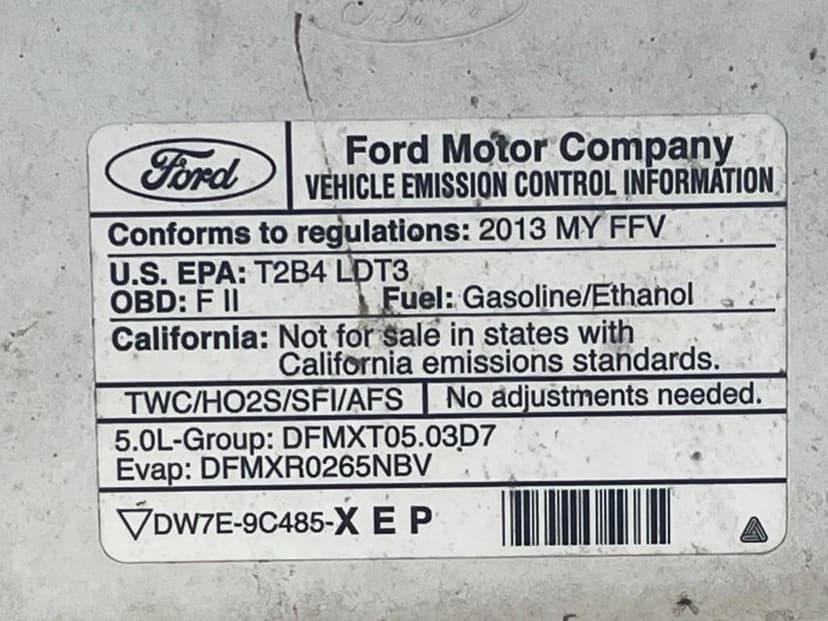 Ford
Ford
Ford Motor Company
VEHICLE EMISSION CONTROL INFORMATION
Conforms to regulations: 2013 MY FFV
U.S. EPA: T2B4 LDT3
OBD: F II Fuel: Gasoline/Ethanol
California: Not for sale in states with
California emissions standards.
TWC/HO2S/SFI/AFS No adjustments needed.
5.0L-Group: DFMXT05.03D7
Evap: DFMXR0265NBV
DW7E-9C485-X E P